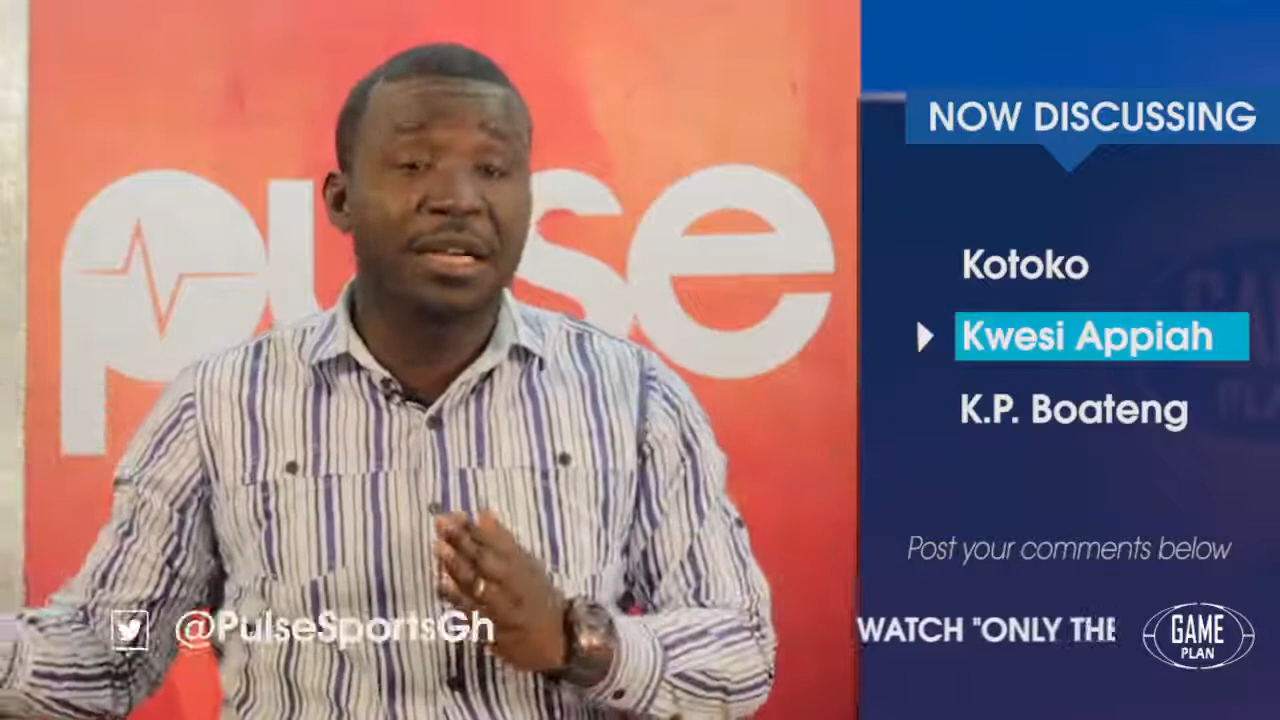 pulse
NOW DISCUSSING
Kotoko
Kwesi Appiah
K.P. Boateng
Post your comments below
@PulseSportsGh
WATCH "ONLY THE
GAME
PLAN